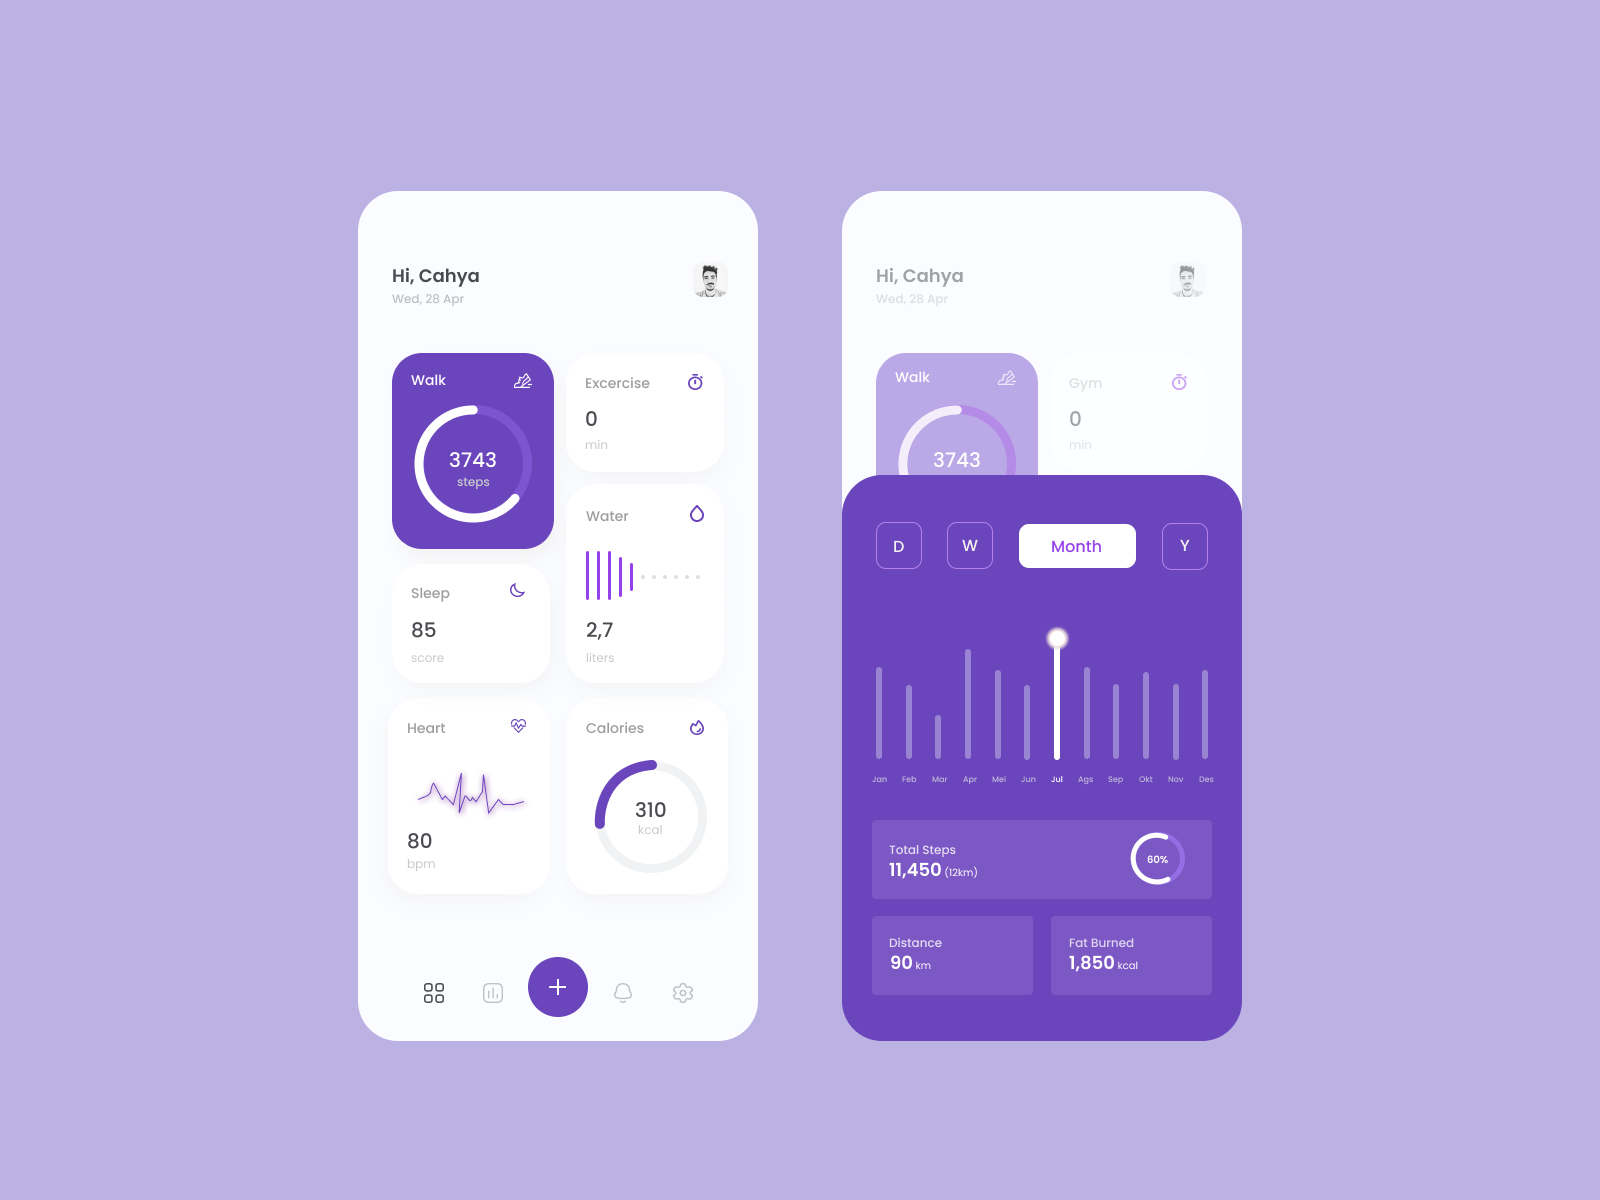 Hi, Cahya
Wed, 28 Apr
Walk
3743
steps
Excercise
0
min
Water
2,7
liters
Sleep
85
score
Heart
80
bpm
Calories
310
kcal
Hi, Cahya
Wed, 28 Apr
Walk
3743
Gym
0
min
D W Month Y
Jan Feb Mar Apr Mei Jun Jul Ags Sep Okt Nov Des
Total Steps
11,450 (12km)
60%
Distance
90 km
Fat Burned
1,850 kcal